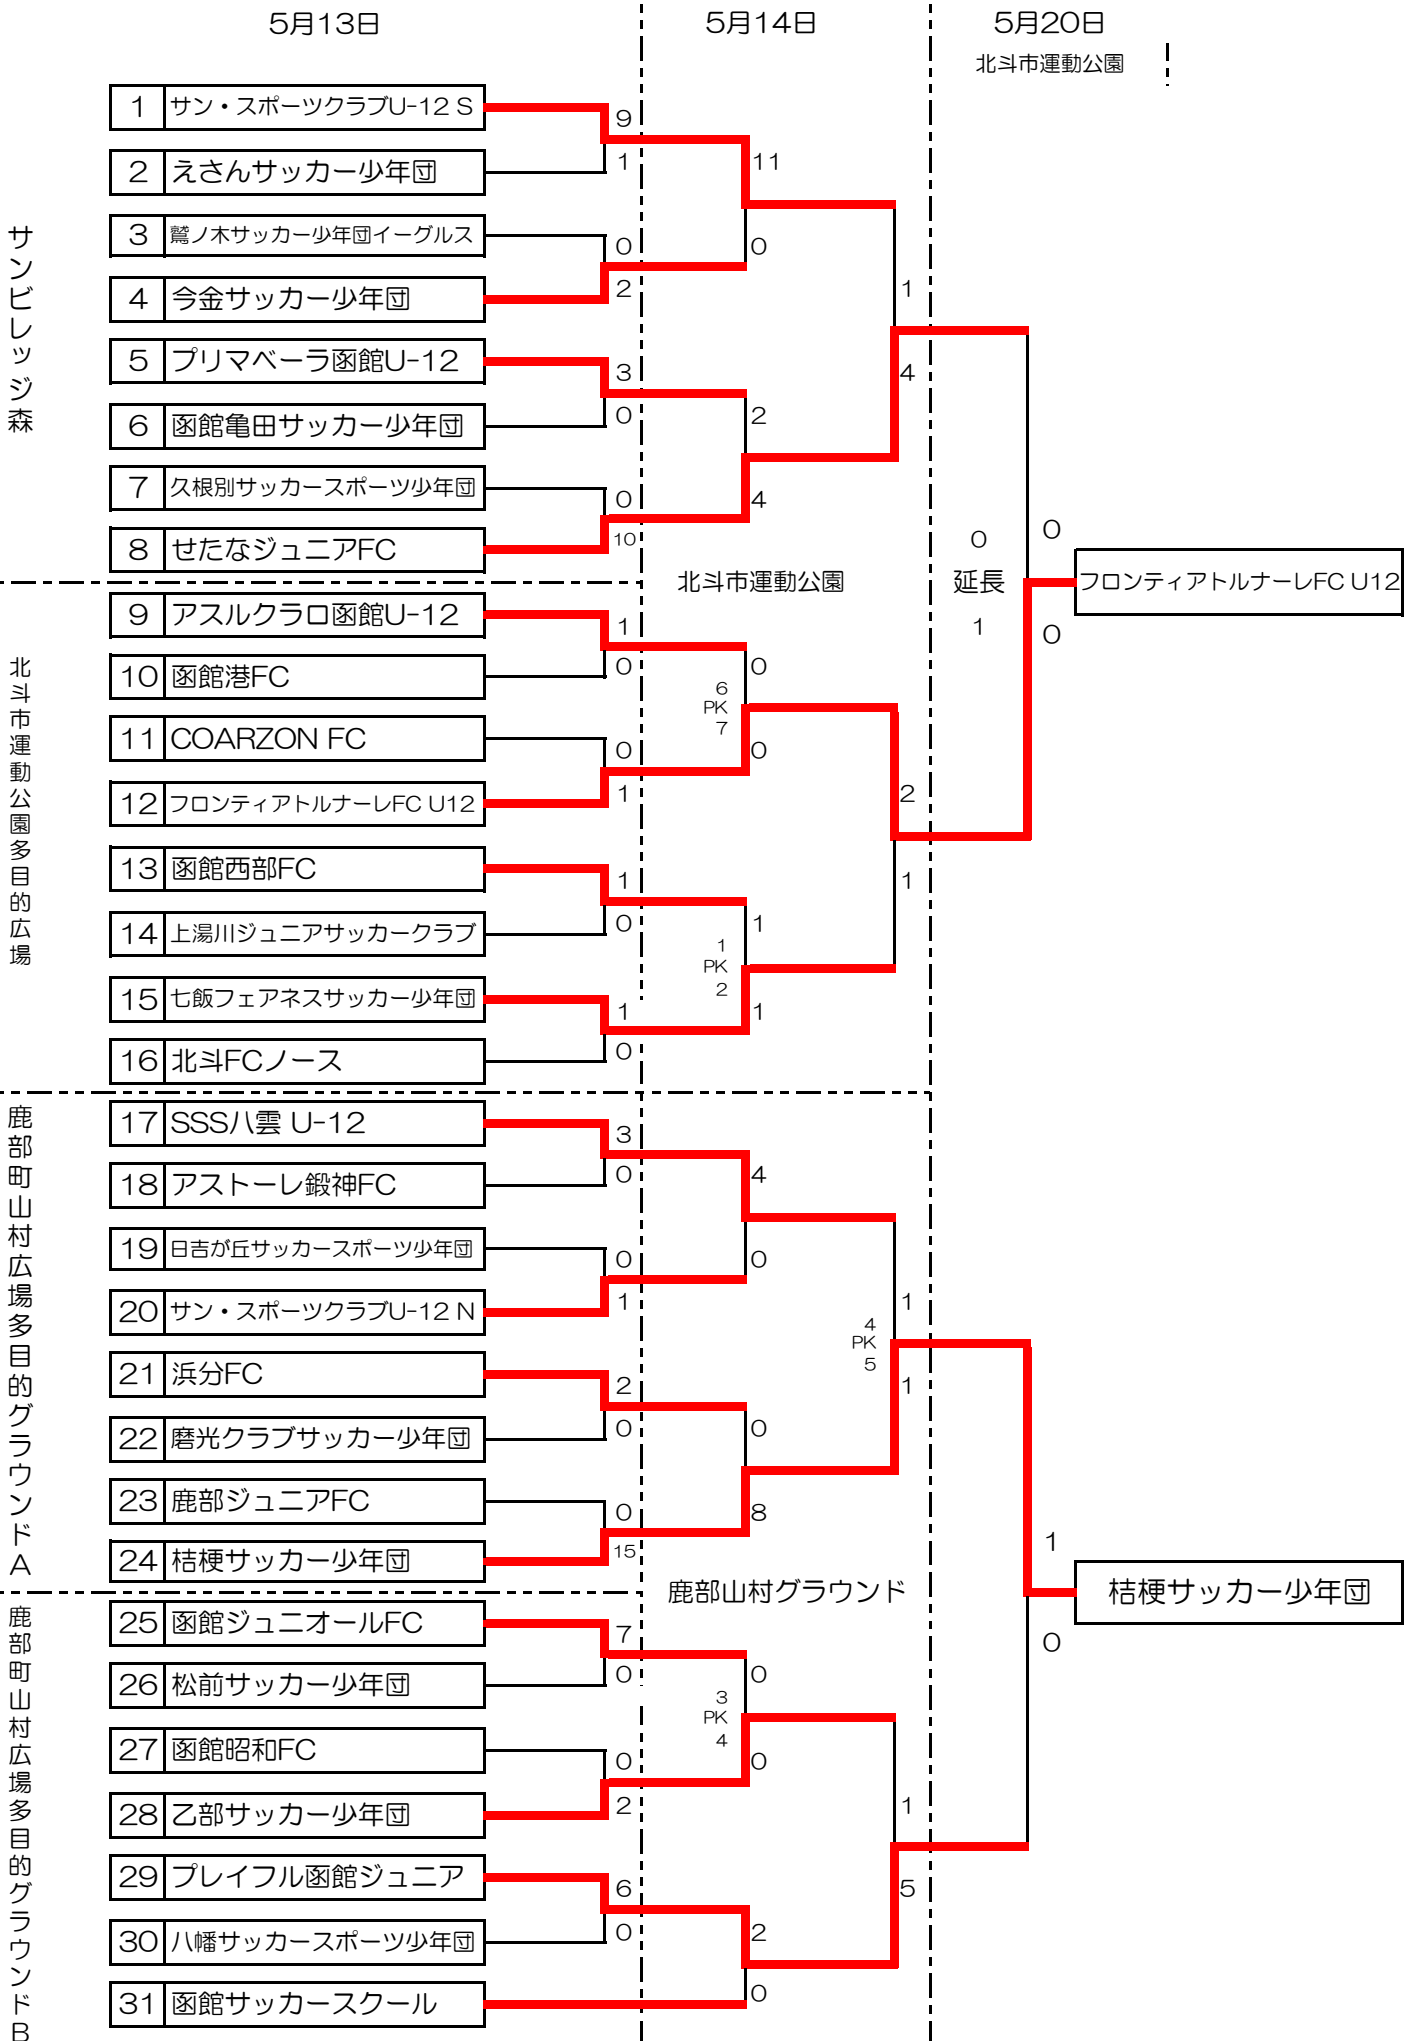 5月13日
5月14日
5月20日
北斗市運動公園
サンビレッジ森
1 サン・スポーツクラブU-12 S
9
2 えさんサッカー少年団
1
11
3 鷲ノ木サッカー少年団イーグルス
0
0
4 今金サッカー少年団
2
1
5 プリマベーラ函館U-12
3
4
6 函館亀田サッカー少年団
0
2
7 久根別サッカースポーツ少年団
0
4
8 せたなジュニアFC
10
北斗市運動公園
0
延長
1
0
フロンティアトルナーレFC U12
0
北斗市運動公園多目的広場
9 アスルクラロ函館U-12
1
10 函館港FC
0
0
6
PK
7
11 COARZON FC
0
0
12 フロンティアトルナーレFC U12
1
2
13 函館西部FC
1
1
14 上湯川ジュニアサッカークラブ
0
1
1
PK
2
15 七飯フェアネスサッカー少年団
1
1
16 北斗FCノース
0
鹿部町山村広場多目的グラウンドA
17 SSS八雲 U-12
3
18 アストーレ鍛神FC
0
4
19 日吉が丘サッカースポーツ少年団
0
0
20 サン・スポーツクラブU-12 N
1
1
4
PK
5
21 浜分FC
2
1
22 磨光クラブサッカー少年団
0
0
23 鹿部ジュニアFC
0
8
24 桔梗サッカー少年団
15
鹿部山村グラウンド
1
桔梗サッカー少年団
0
鹿部町山村広場多目的グラウンドB
25 函館ジュニオールFC
7
26 松前サッカー少年団
0
0
3
PK
4
27 函館昭和FC
0
0
28 乙部サッカー少年団
2
1
29 プレイフル函館ジュニア
6
5
30 八幡サッカースポーツ少年団
0
2
31 函館サッカースクール
0